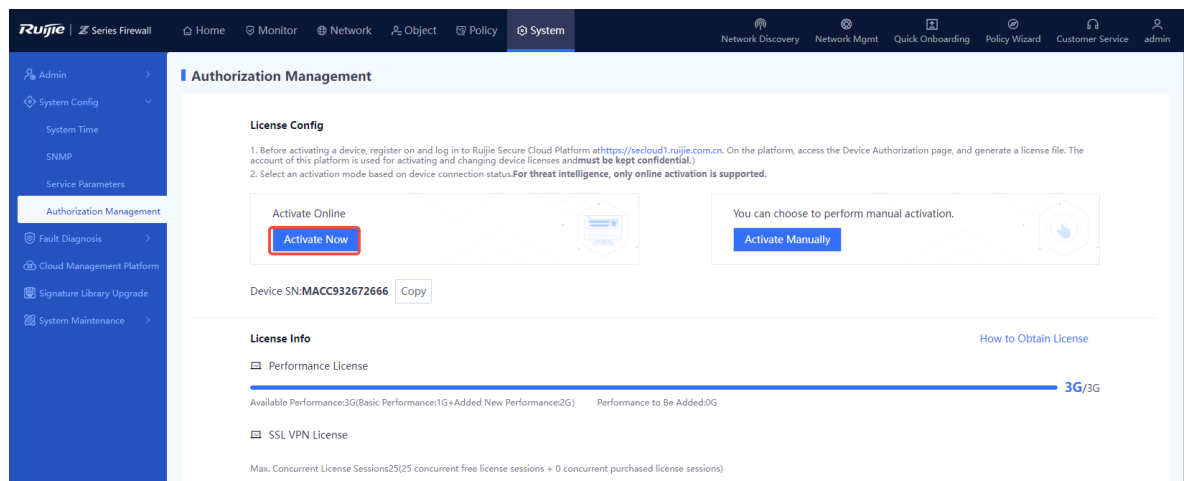 Ruijie | Z Series Firewall
Home
Monitor
Network
Object
Policy
System
Network Discovery
Network Mgmt
Quick Onboarding
Policy Wizard
Customer Service
admin
Admin
System Config
System Time
SNMP
Service Parameters
Authorization Management
Fault Diagnosis
Cloud Management Platform
Signature Library Upgrade
System Maintenance
Authorization Management
License Config
1. Before activating a device, register on and log in to Ruijie Secure Cloud Platform athttps://secloud1.ruijie.com.cn. On the platform, access the Device Authorization page, and generate a license file. The
account of this platform is used for activating and changing device licenses andmust be kept confidential.)
2. Select an activation mode based on device connection status.For threat intelligence, only online activation is supported.
Activate Online
Activate Now
You can choose to perform manual activation.
Activate Manually
Device SN:MACC932672666 Copy
License Info
How to Obtain License
Performance License
3G/3G
Available Performance:3G(Basic Performance:1G+Added New Performance:2G) Performance to Be Added:0G
SSL VPN License
Max. Concurrent License Sessions25(25 concurrent free license sessions + 0 concurrent purchased license sessions)